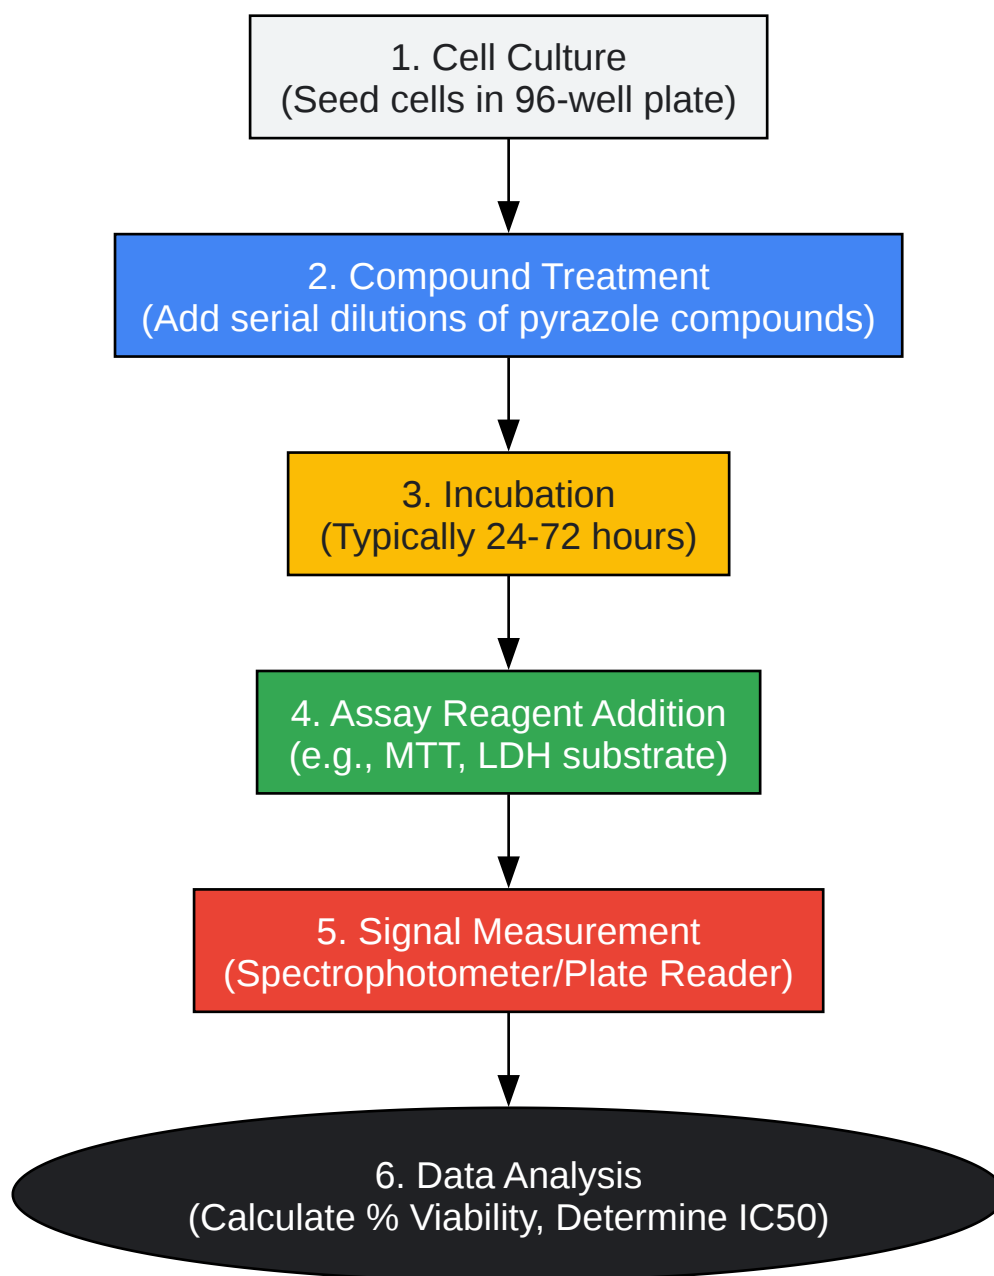 1. Cell Culture
(Seed cells in 96-well plate)
2. Compound Treatment
(Add serial dilutions of pyrazole compounds)
3. Incubation
(Typically 24-72 hours)
4. Assay Reagent Addition
(e.g., MTT, LDH substrate)
5. Signal Measurement
(Spectrophotometer/Plate Reader)
6. Data Analysis
(Calculate % Viability, Determine IC50)